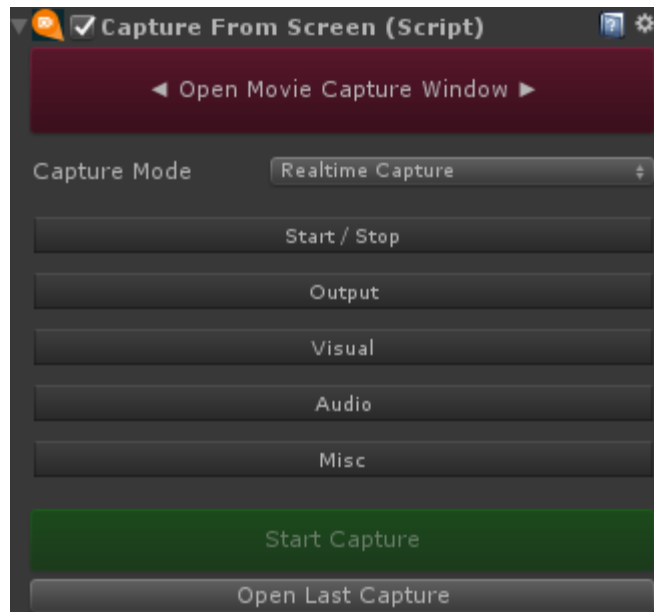 Capture From Screen (Script)
◄ Open Movie Capture Window ►
Capture Mode Realtime Capture
Start / Stop
Output
Visual
Audio
Misc
Start Capture
Open Last Capture